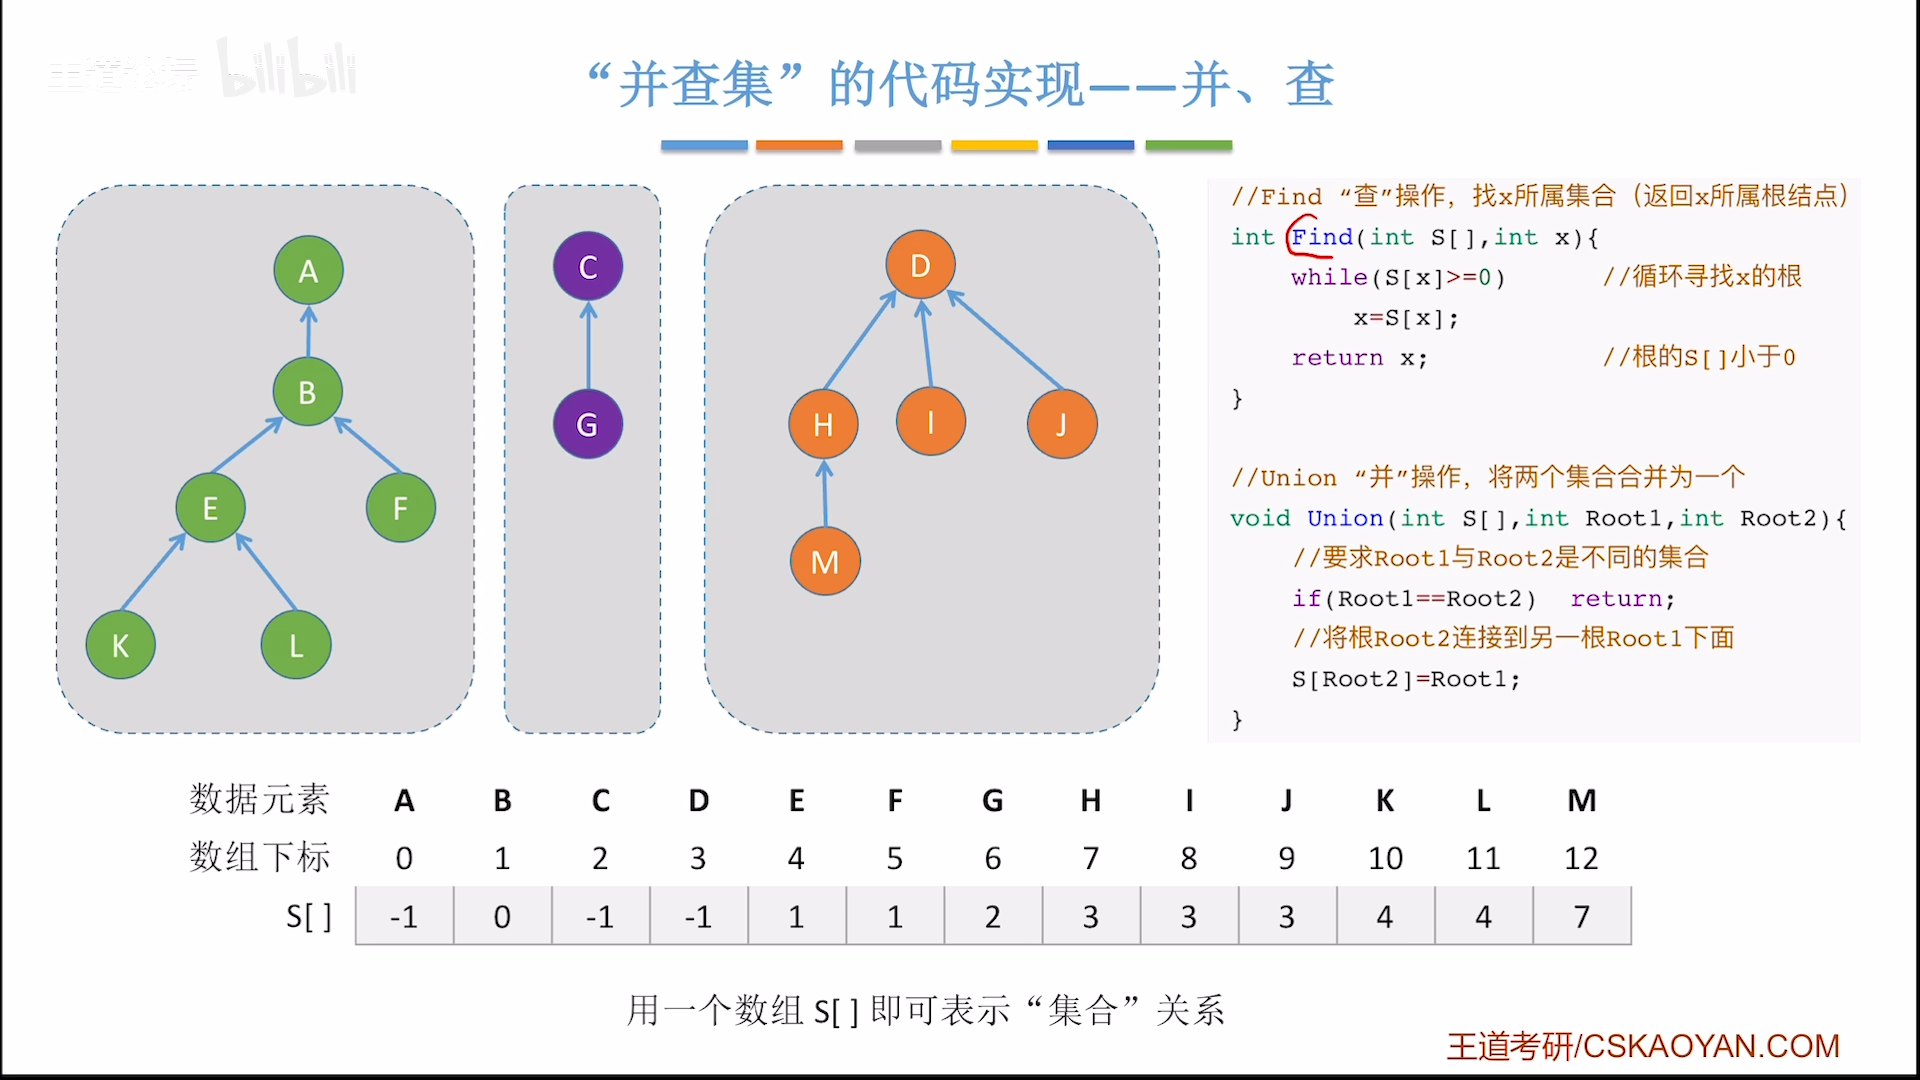 王道论坛 bilibili
“并查集”的代码实现——并、查
A
B
E
F
K
L
C
G
D
H
I
J
M
//Find “查”操作，找x所属集合（返回x所属根结点）
int Find(int S[],int x){
while(S[x]>=0) //循环寻找x的根
x=S[x];
return x; //根的S[]小于0
}
//Union “并”操作，将两个集合合并为一个
void Union(int S[],int Root1,int Root2){
//要求Root1与Root2是不同的集合
if(Root1==Root2) return;
//将根Root2连接到另一根Root1下面
S[Root2]=Root1;
}
数据元素 A B C D E F G H I J K L M
数组下标 0 1 2 3 4 5 6 7 8 9 10 11 12
S[ ] -1 0 -1 -1 1 1 2 3 3 3 4 4 7
用一个数组 S[ ] 即可表示“集合”关系
王道考研/CSKAOYAN.COM